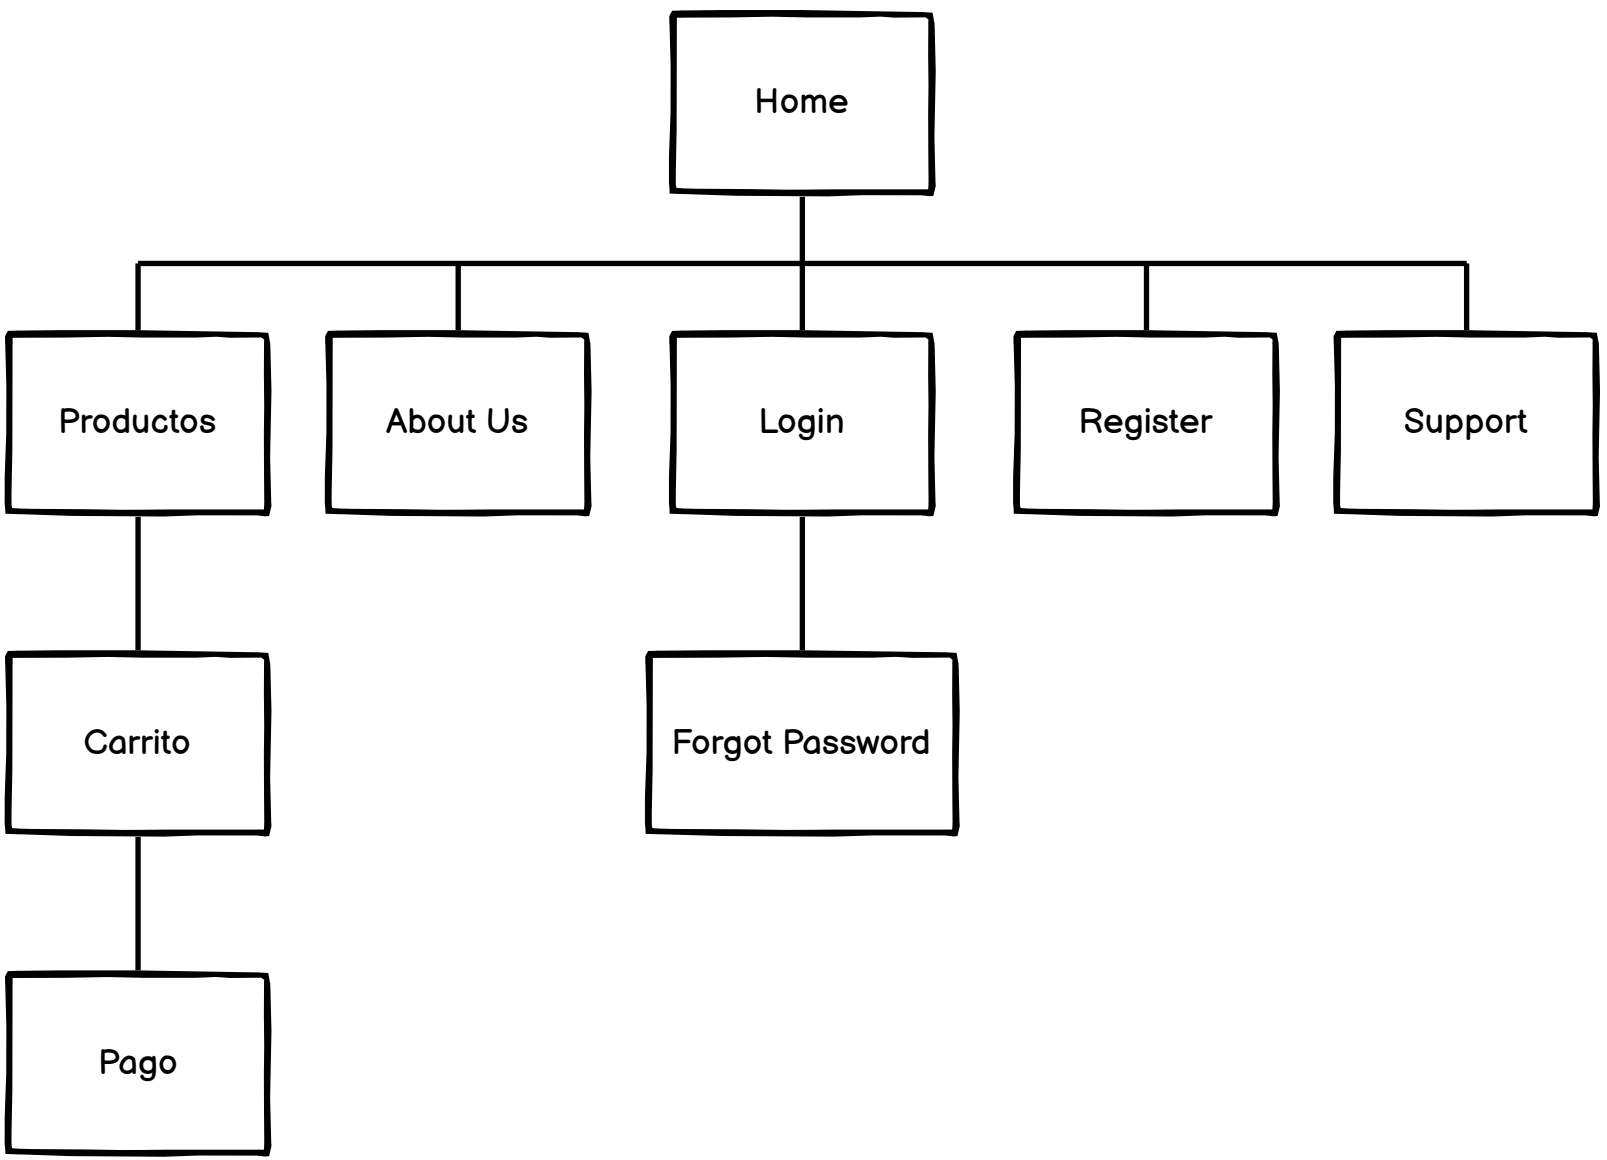 Home
Productos
About Us
Login
Register
Support
Carrito
Forgot Password
Pago